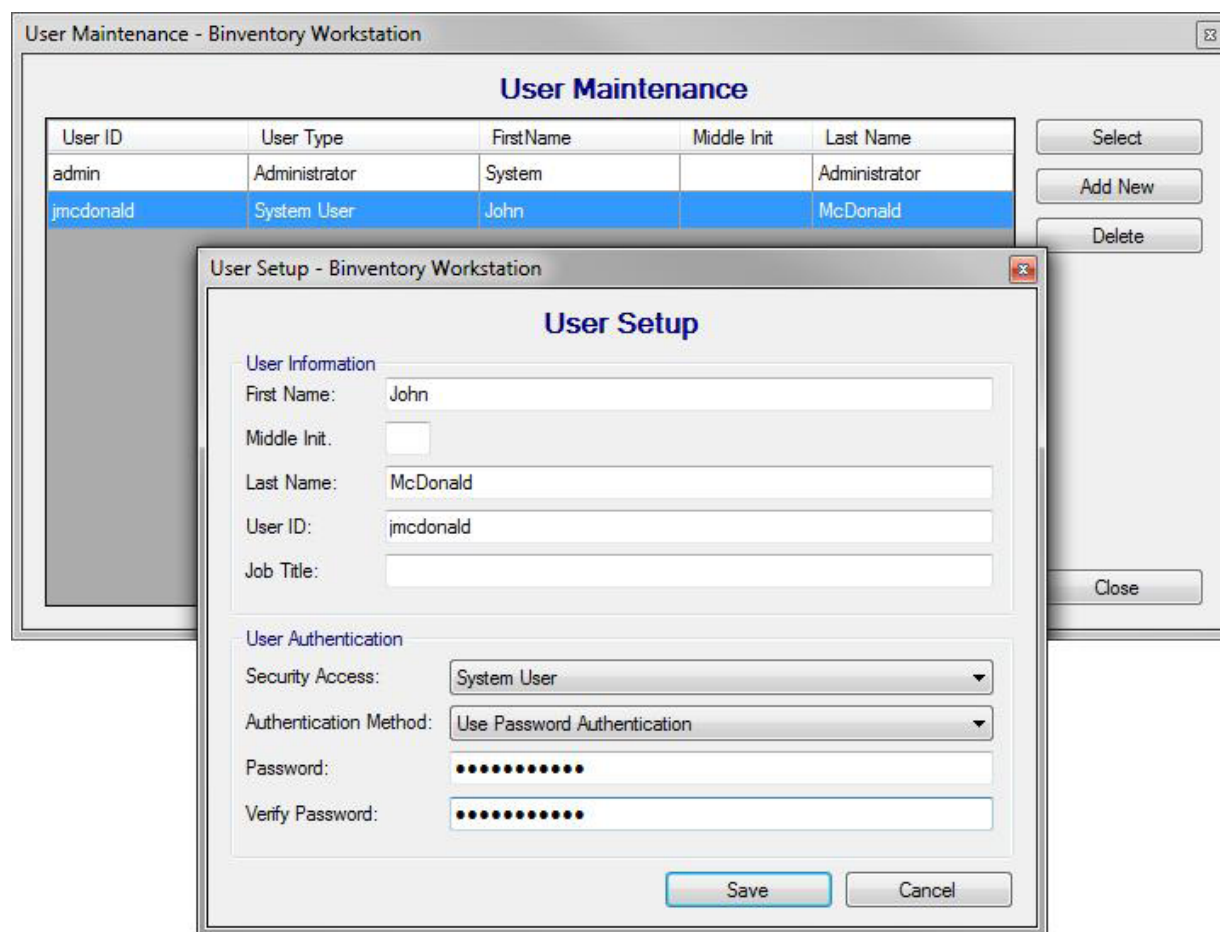 User Maintenance - Binventory Workstation
User Maintenance
User ID User Type FirstName Middle Init Last Name
admin Administrator System Administrator
jmcdonald System User John McDonald
Select
Add New
Delete
Close
User Setup - Binventory Workstation
User Setup
User Information
First Name: John
Middle Init.
Last Name: McDonald
User ID: jmcdonald
Job Title:
User Authentication
Security Access: System User
Authentication Method: Use Password Authentication
Password: ●●●●●●●●●●●
Verify Password: ●●●●●●●●●●●
Save Cancel